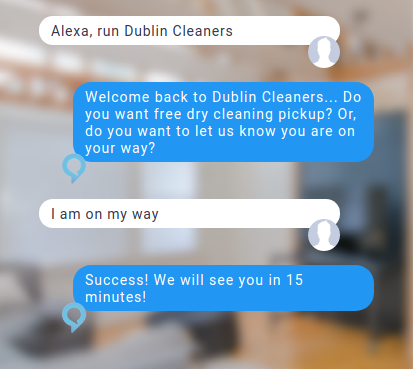 Alexa, run Dublin Cleaners
Welcome back to Dublin Cleaners... Do
you want free dry cleaning pickup? Or,
do you want to let us know you are on
your way?
I am on my way
Success! We will see you in 15
minutes!